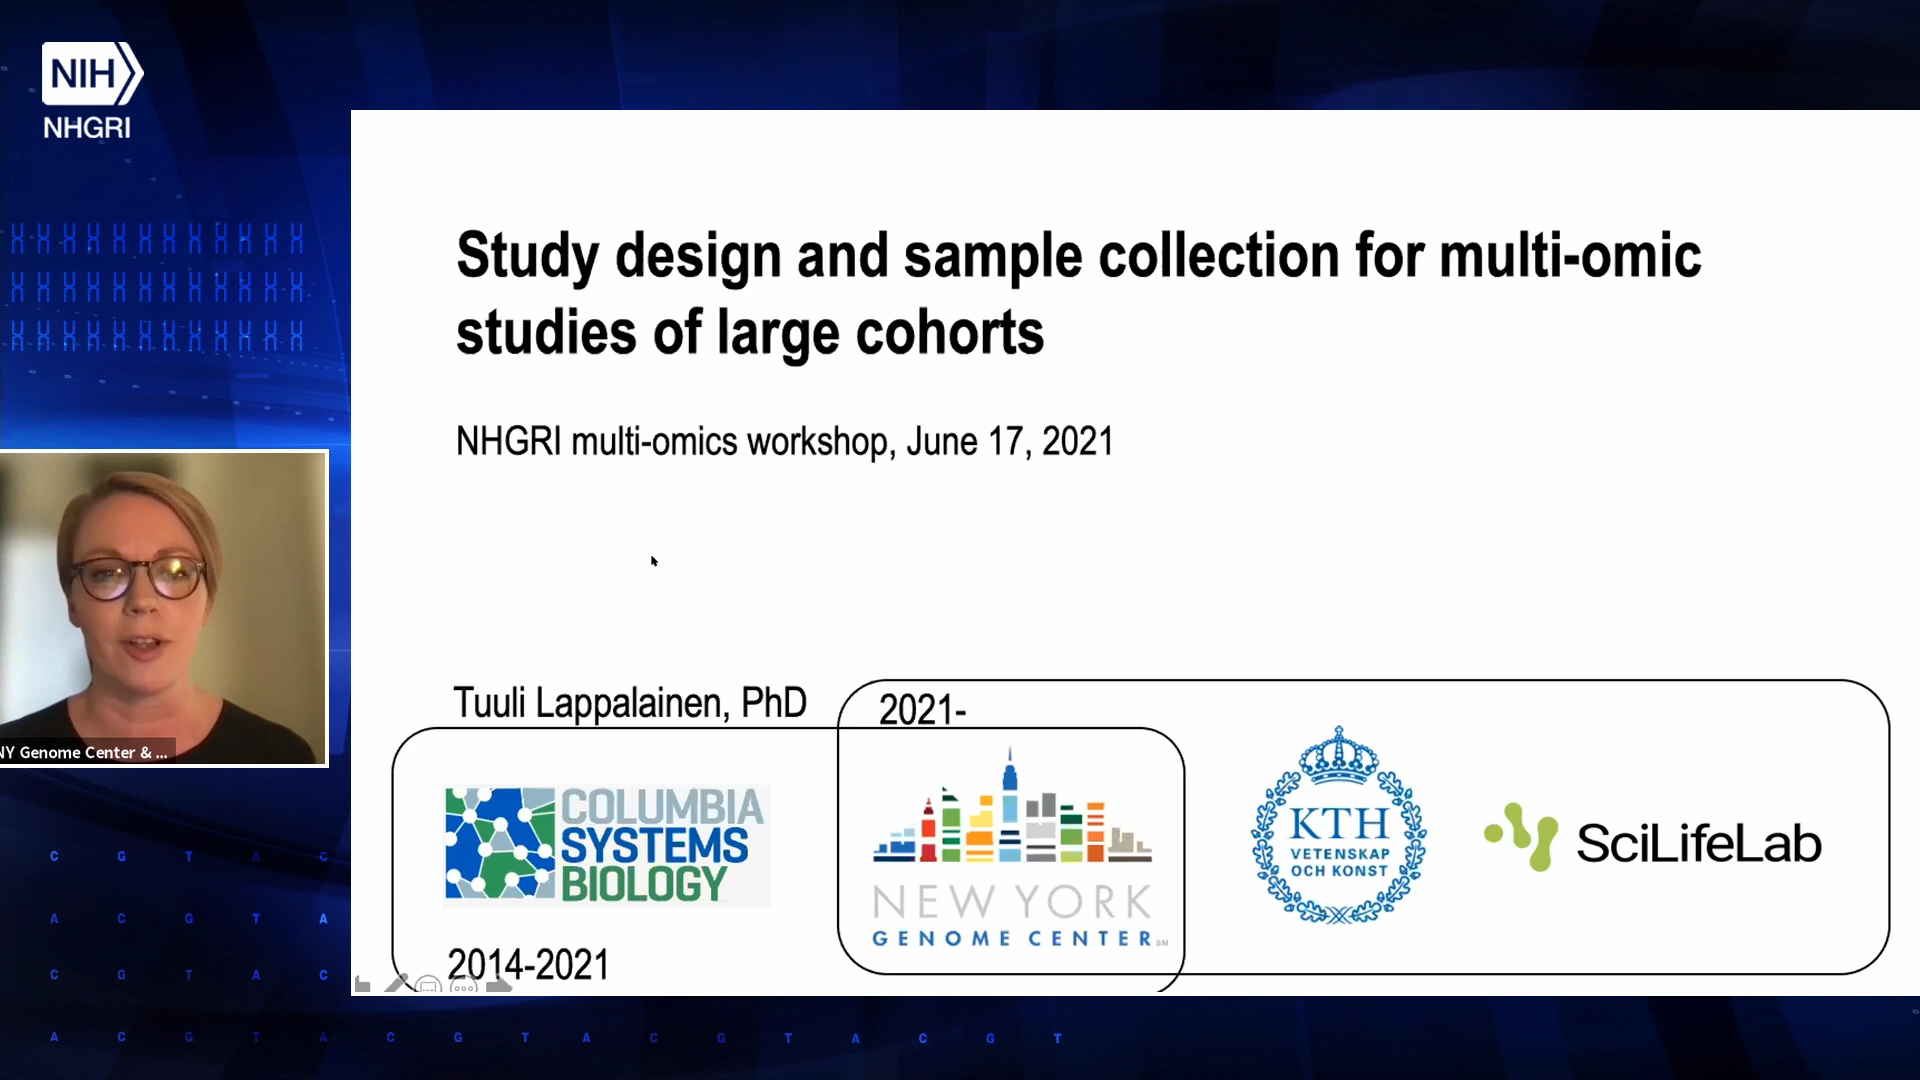 NIH
NHGRI
Study design and sample collection for multi-omic
studies of large cohorts
NHGRI multi-omics workshop, June 17, 2021
Tuuli Lappalainen, PhD
2021-
COLUMBIA
SYSTEMS
BIOLOGY
2014-2021
NEW YORK
GENOME CENTER SM
KTH
VETENSKAP
OCH KONST
SciLifeLab
NY Genome Center & ...
C G T A C
A C G T A
C G T A C
A C G T A C G T A C G T A C G T